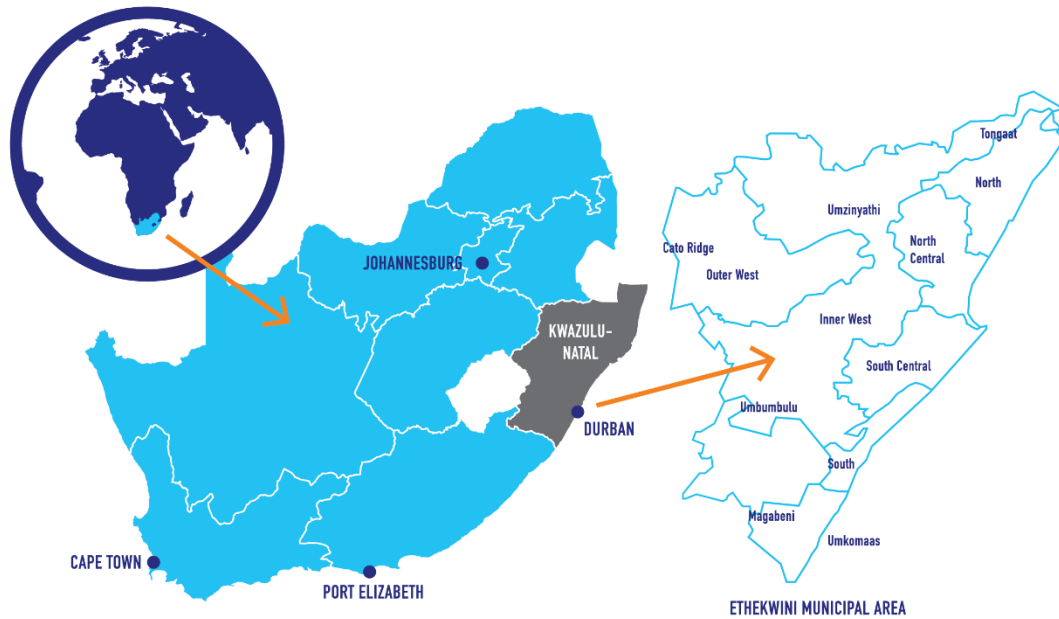 JOHANNESBURG
KWAZULU-
NATAL
DURBAN
CAPE TOWN
PORT ELIZABETH
Tongaat
North
Umzinyathi
North
Central
Cato Ridge
Outer West
Inner West
South Central
Umbumbulu
South
Magabeni
Umkomaas
ETHEKWINI MUNICIPAL AREA